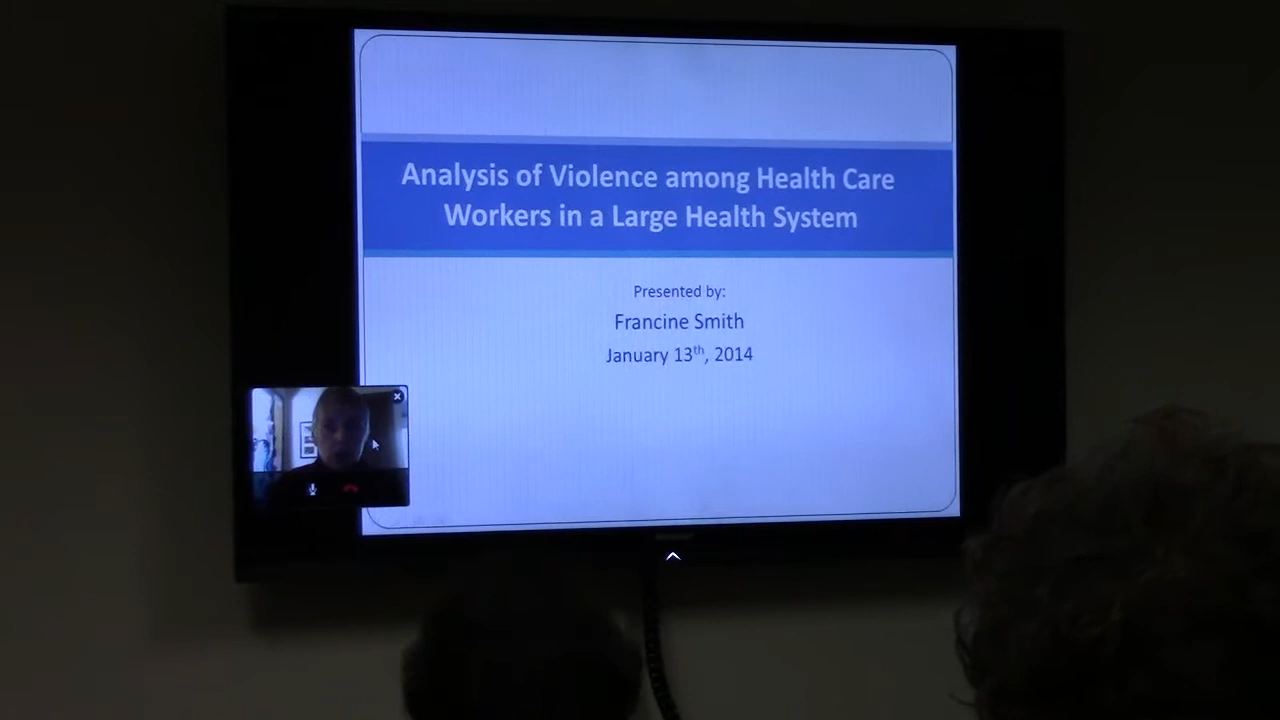 Analysis of Violence among Health Care
Workers in a Large Health System
Presented by:
Francine Smith
January 13th, 2014